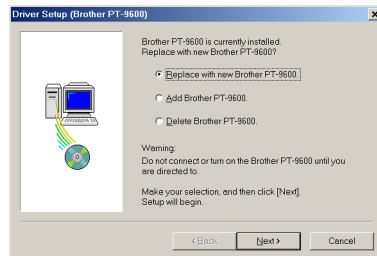 Driver Setup (Brother PT-9600)
Brother PT-9600 is currently installed.
Replace with new Brother PT-9600?
Replace with new Brother PT-9600.
Add Brother PT-9600.
Delete Brother PT-9600.
Warning:
Do not connect or turn on the Brother PT-9600 until you
are directed to.
Make your selection, and then click [Next].
Setup will begin.
< Back
Next >
Cancel